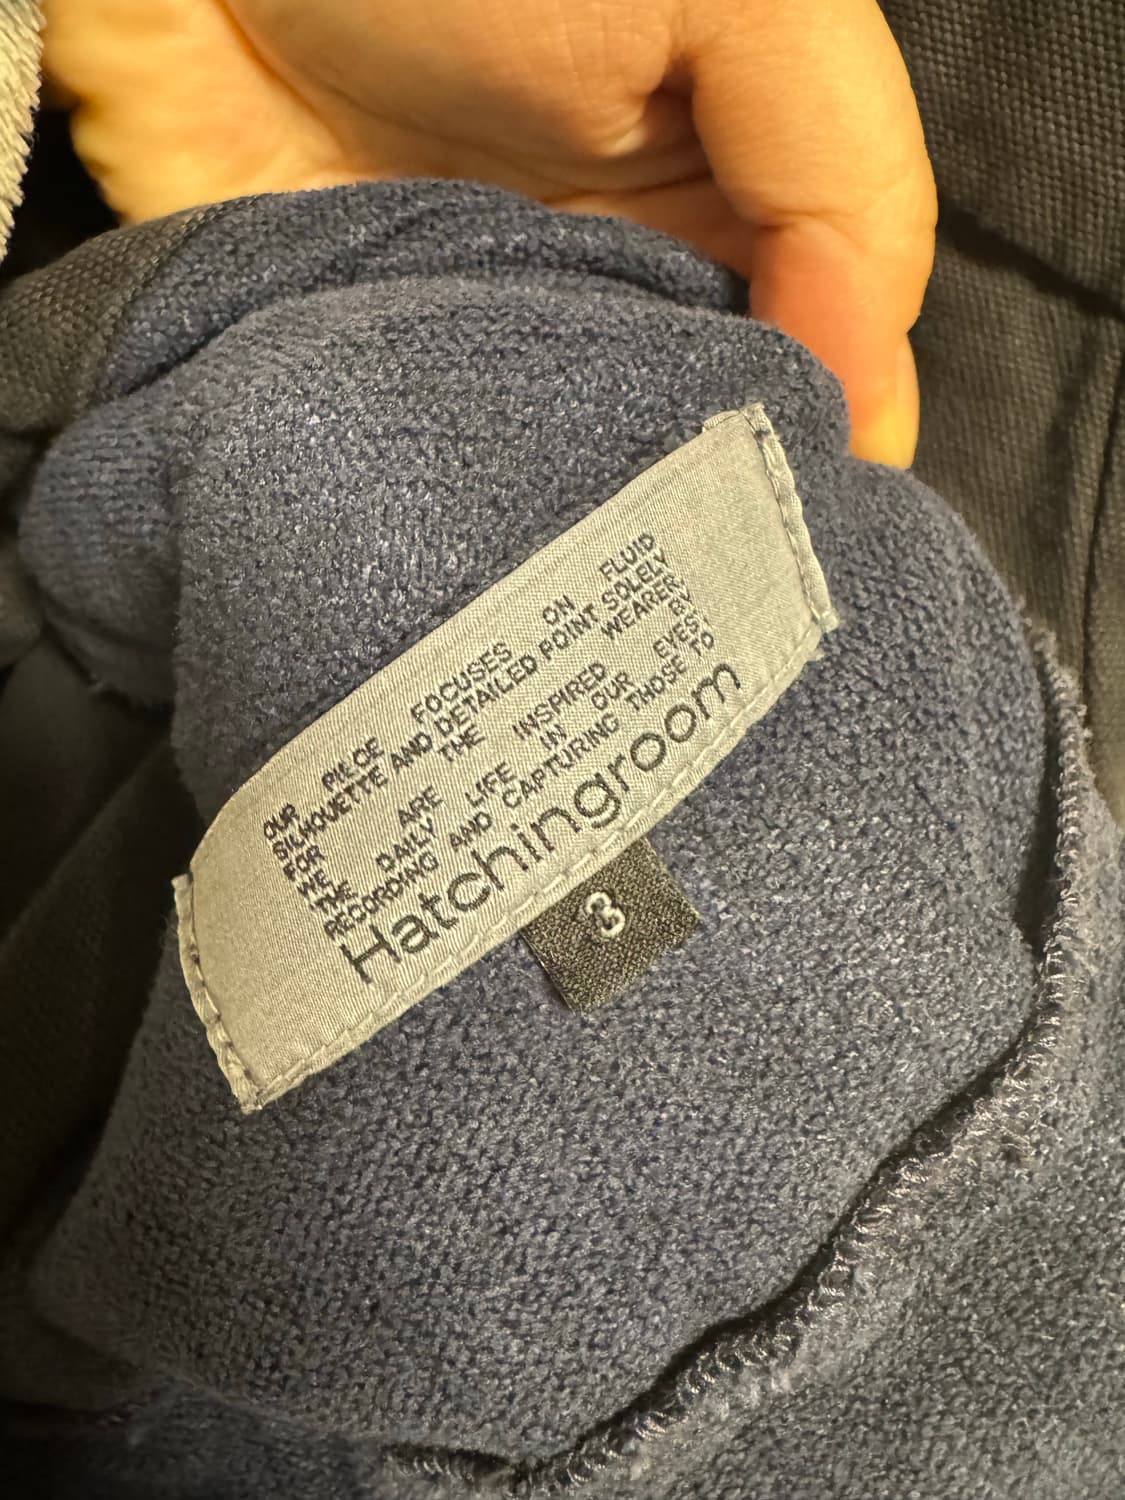 OUR PIILOE FOCUSES ON FLUID
SILHOUETTE AND DETAILED POINT SOLELY
FOR THE WEARER.
WE ARE INSPIRED BY
THE DAILY LIFE IN OUR EYES!
RECORDING AND CAPTURING THOSE TO
Hatchingroom
3